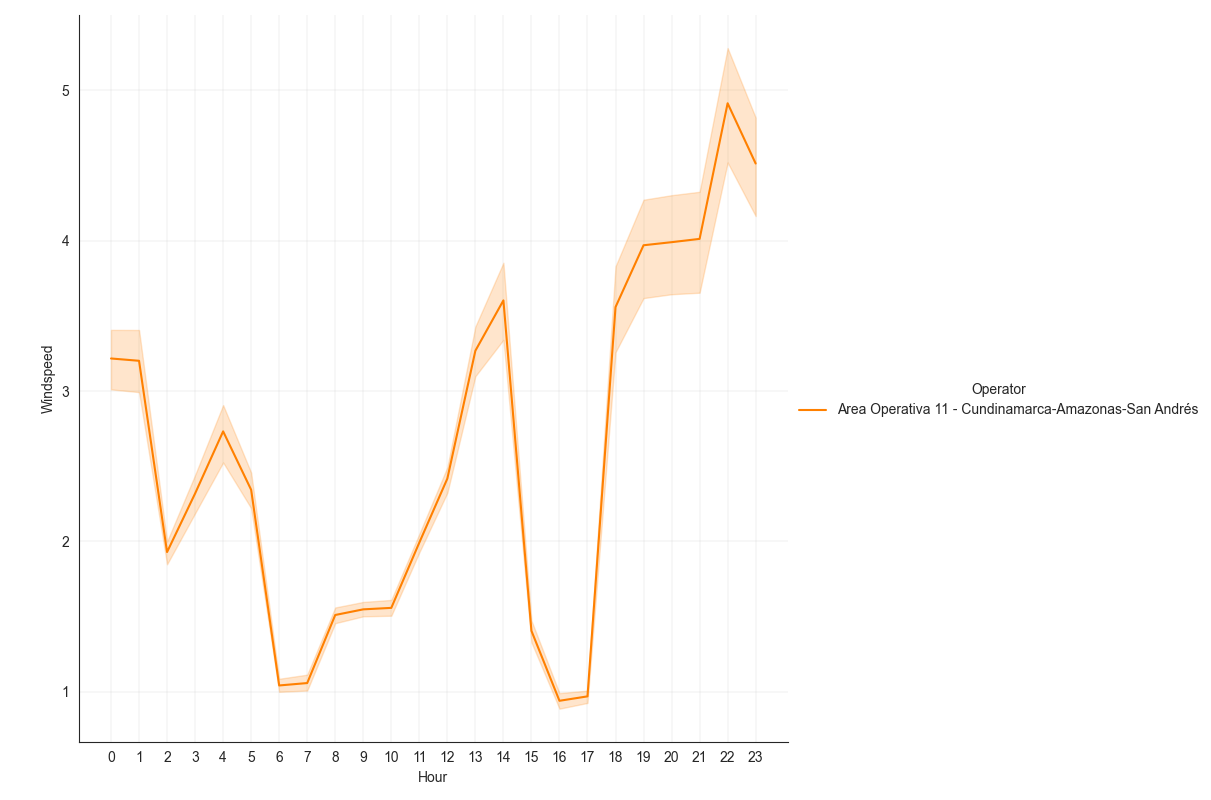 5
4
3
2
1
Windspeed
0 1 2 3 4 5 6 7 8 9 10 11 12 13 14 15 16 17 18 19 20 21 22 23
Hour
Operator
Area Operativa 11 - Cundinamarca-Amazonas-San Andrés